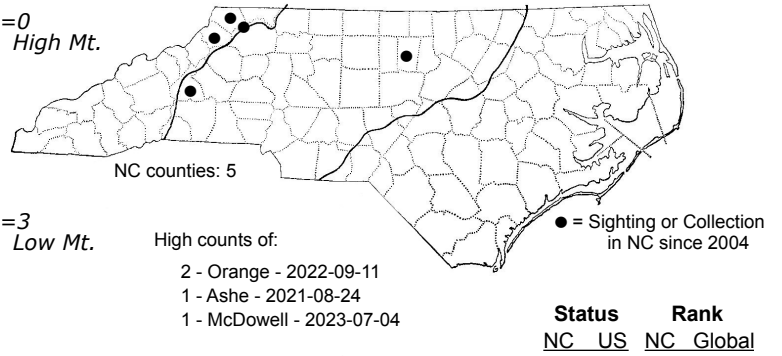 =0
High Mt.
NC counties: 5
=3
Low Mt.
High counts of:
2 - Orange - 2022-09-11
1 - Ashe - 2021-08-24
1 - McDowell - 2023-07-04
● = Sighting or Collection
in NC since 2004
Status Rank
NC US NC Global